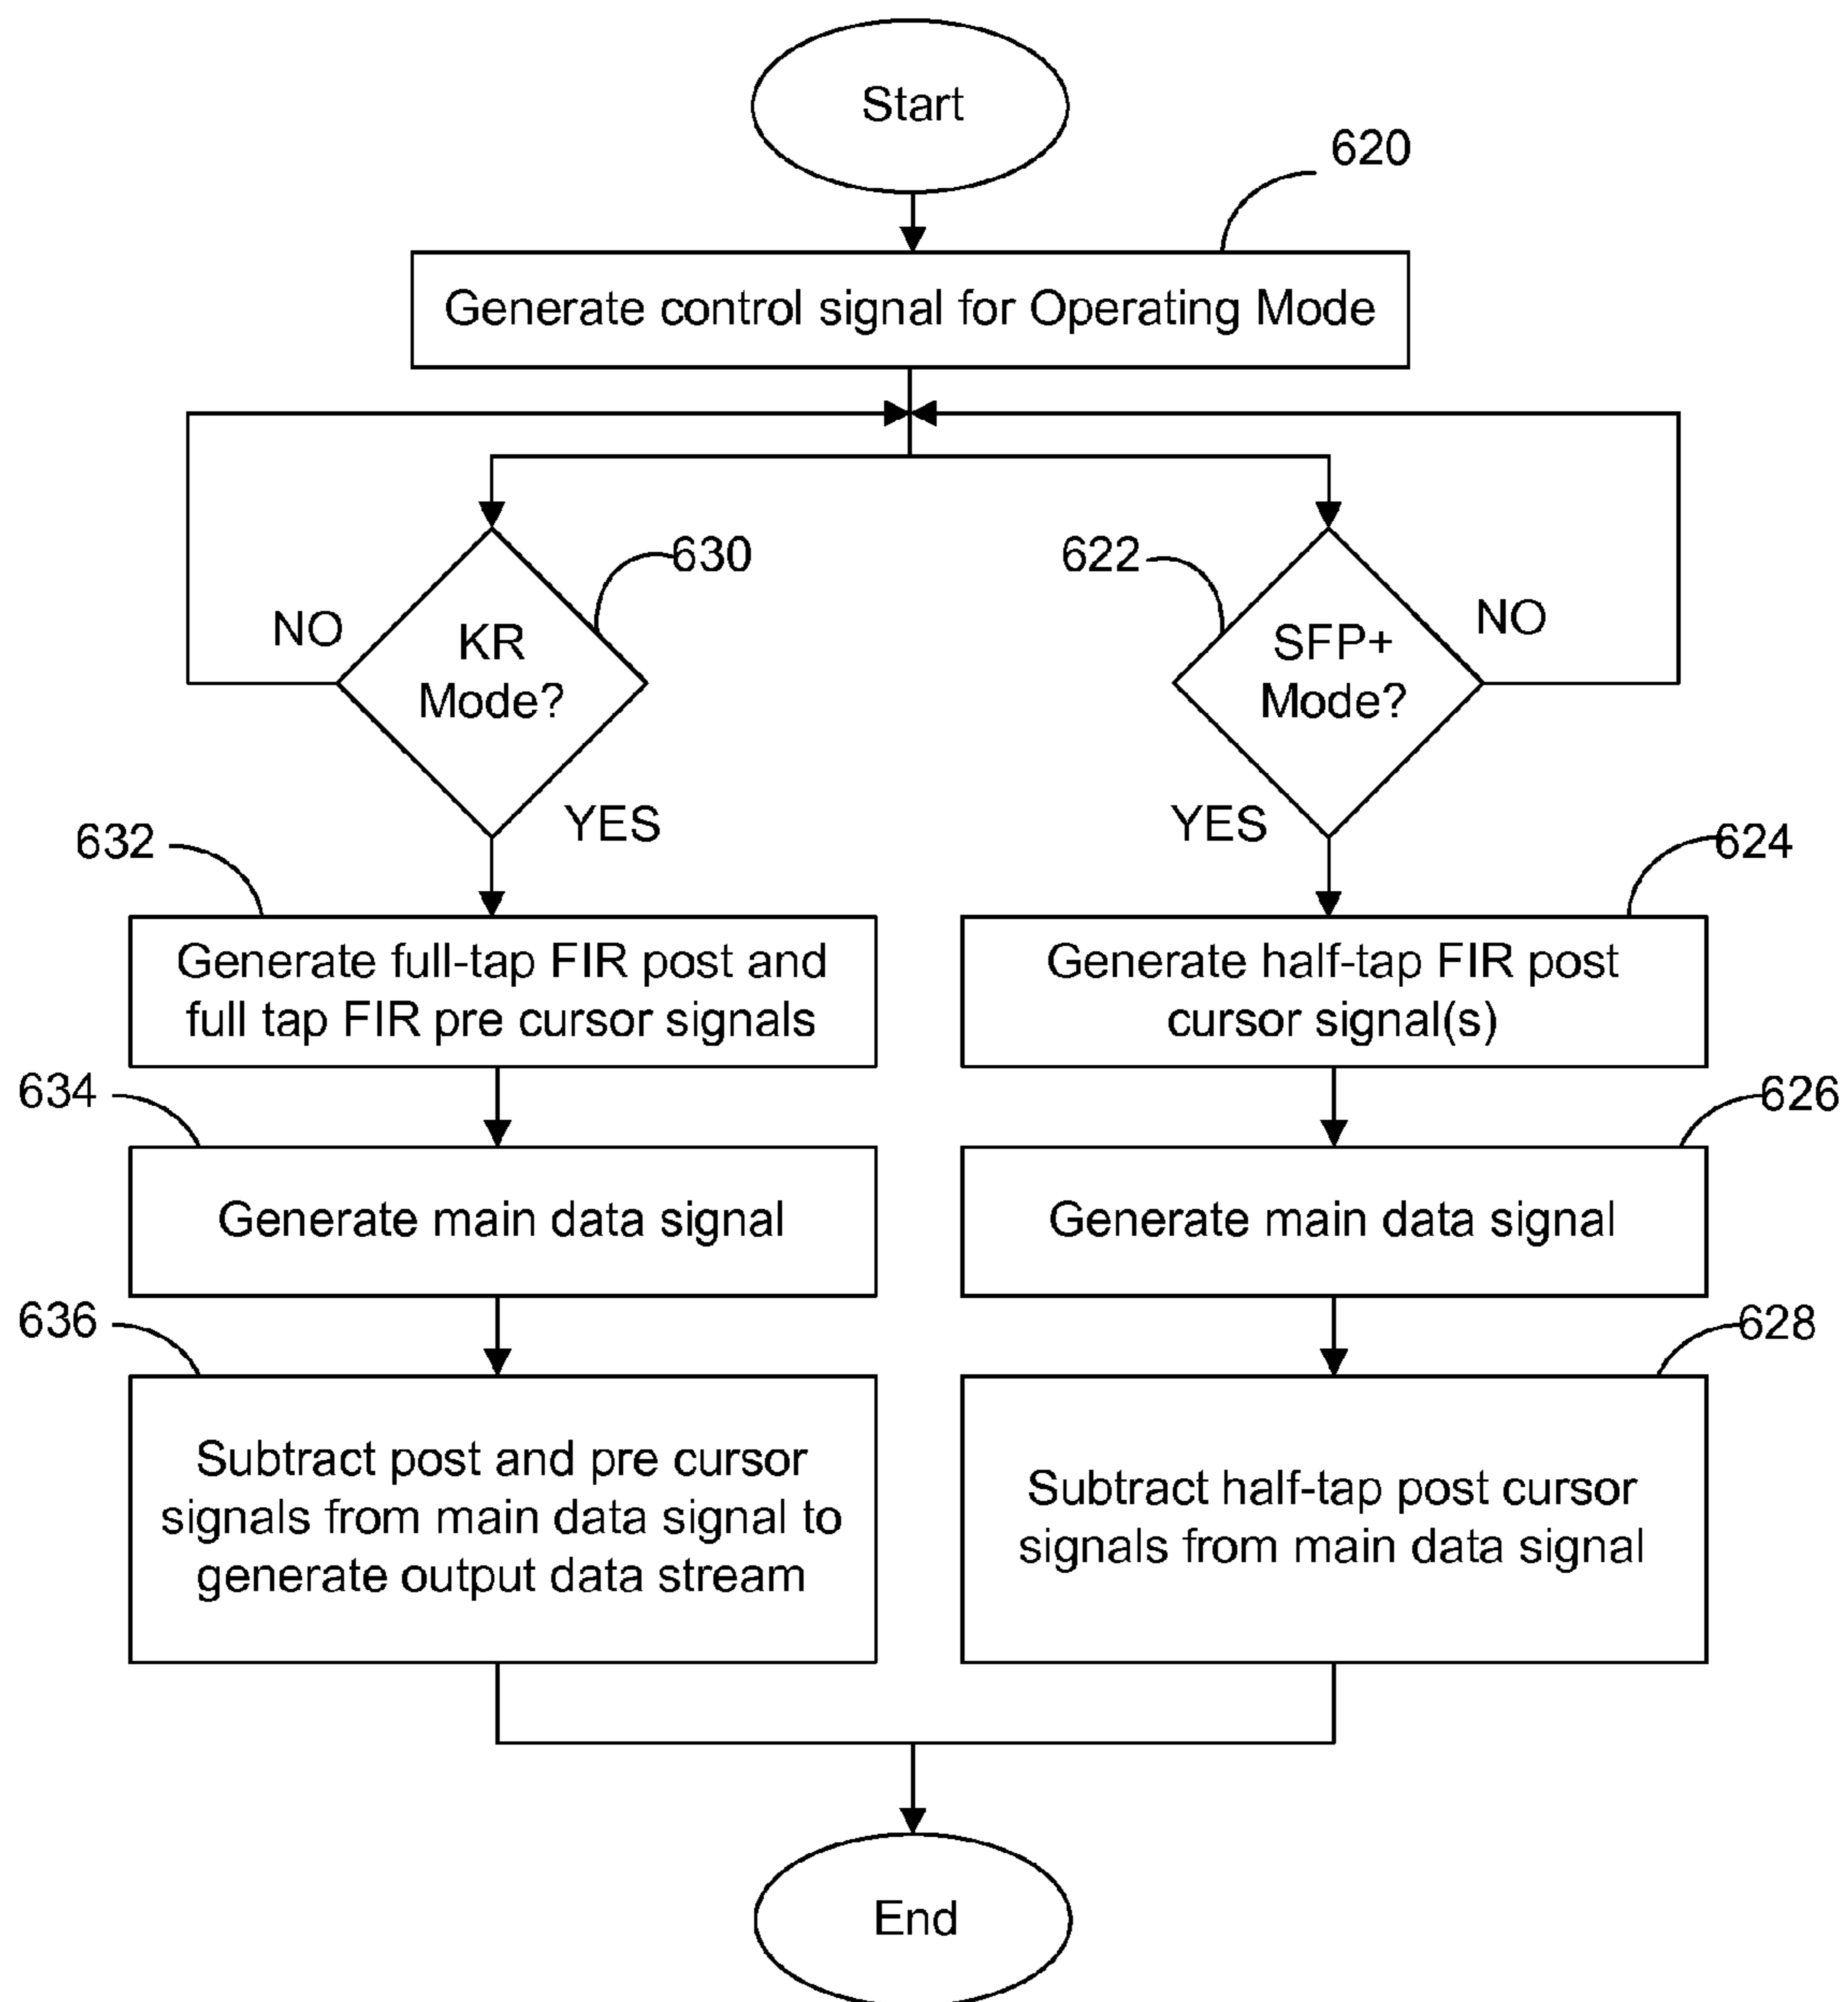 Start
620
Generate control signal for Operating Mode
630
622
NO
KR
Mode?
SFP+
Mode?
NO
YES
YES
632
624
Generate full-tap FIR post and
full tap FIR pre cursor signals
Generate half-tap FIR post
cursor signal(s)
634
626
Generate main data signal
Generate main data signal
636
628
Subtract post and pre cursor
signals from main data signal to
generate output data stream
Subtract half-tap post cursor
signals from main data signal
End